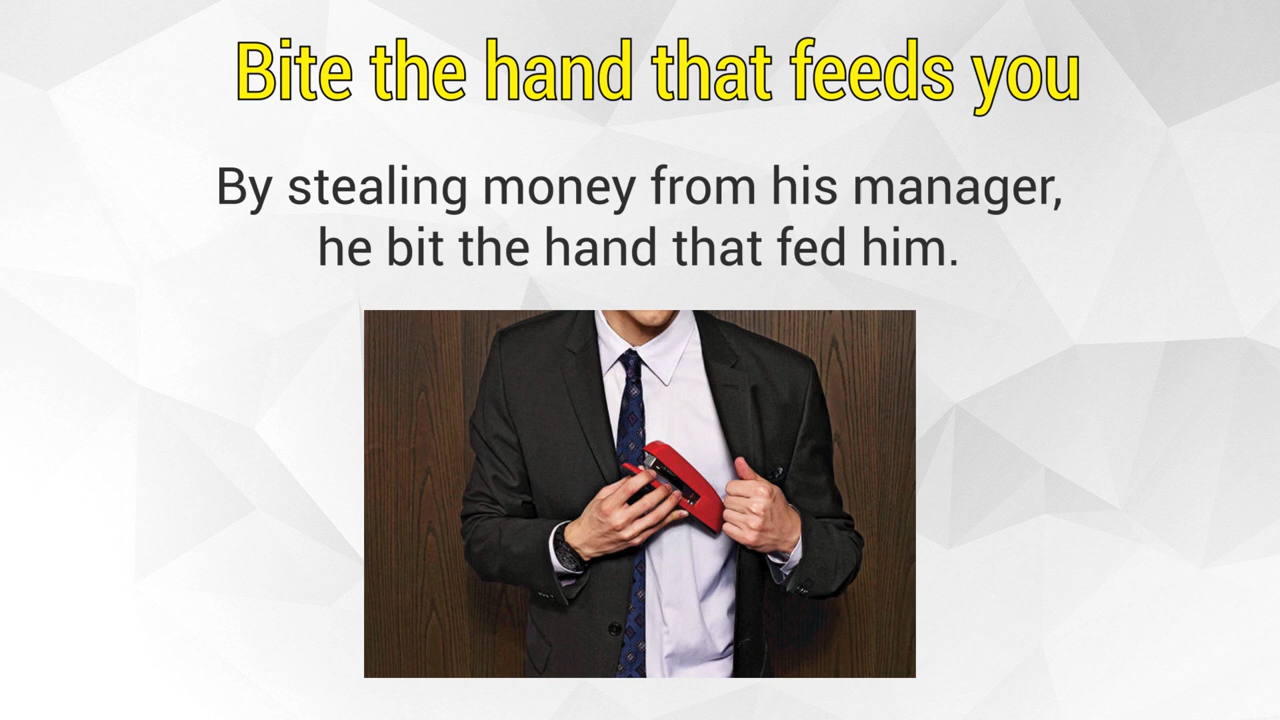 Bite the hand that feeds you
By stealing money from his manager,
he bit the hand that fed him.